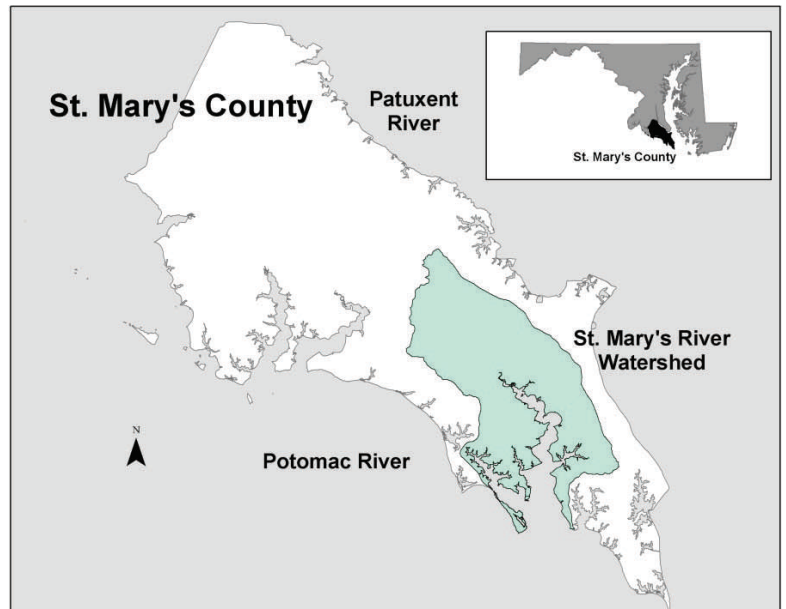 St. Mary's County
Patuxent
River
St. Mary's County
St. Mary's River
Watershed
N
Potomac River